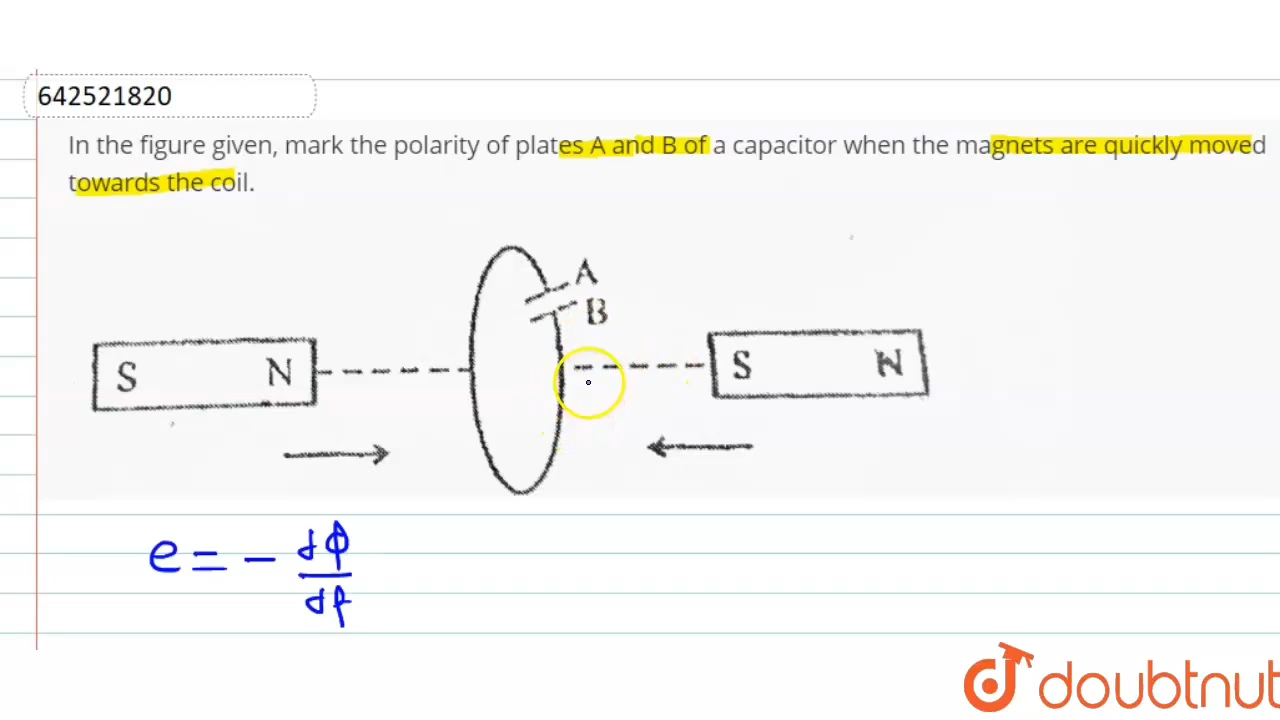 642521820
In the figure given, mark the polarity of plates A and B of a capacitor when the magnets are quickly moved
towards the coil.
A
B
S N
S N
e = - dφ/dt
doubtnut